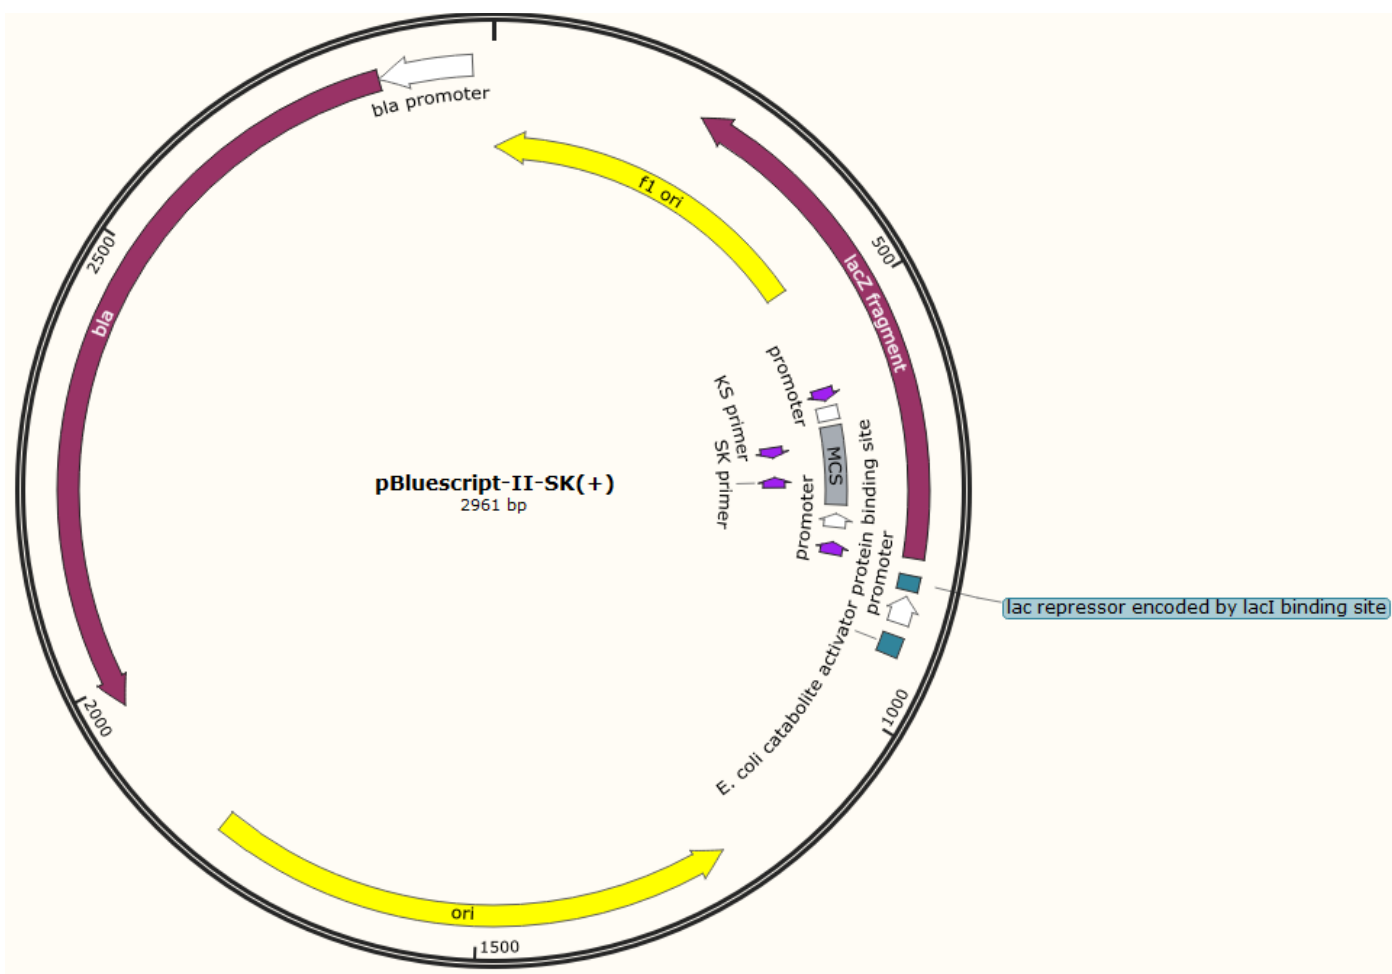 bla promoter
f1 ori
500
lacZ fragment
2500
bla
promoter
KS primer
SK primer
MCS
pBluescript-II-SK(+)
2961 bp
promoter
E. coli catabolite activator protein binding site
promoter
lac repressor encoded by lacI binding site
1000
2000
ori
1500